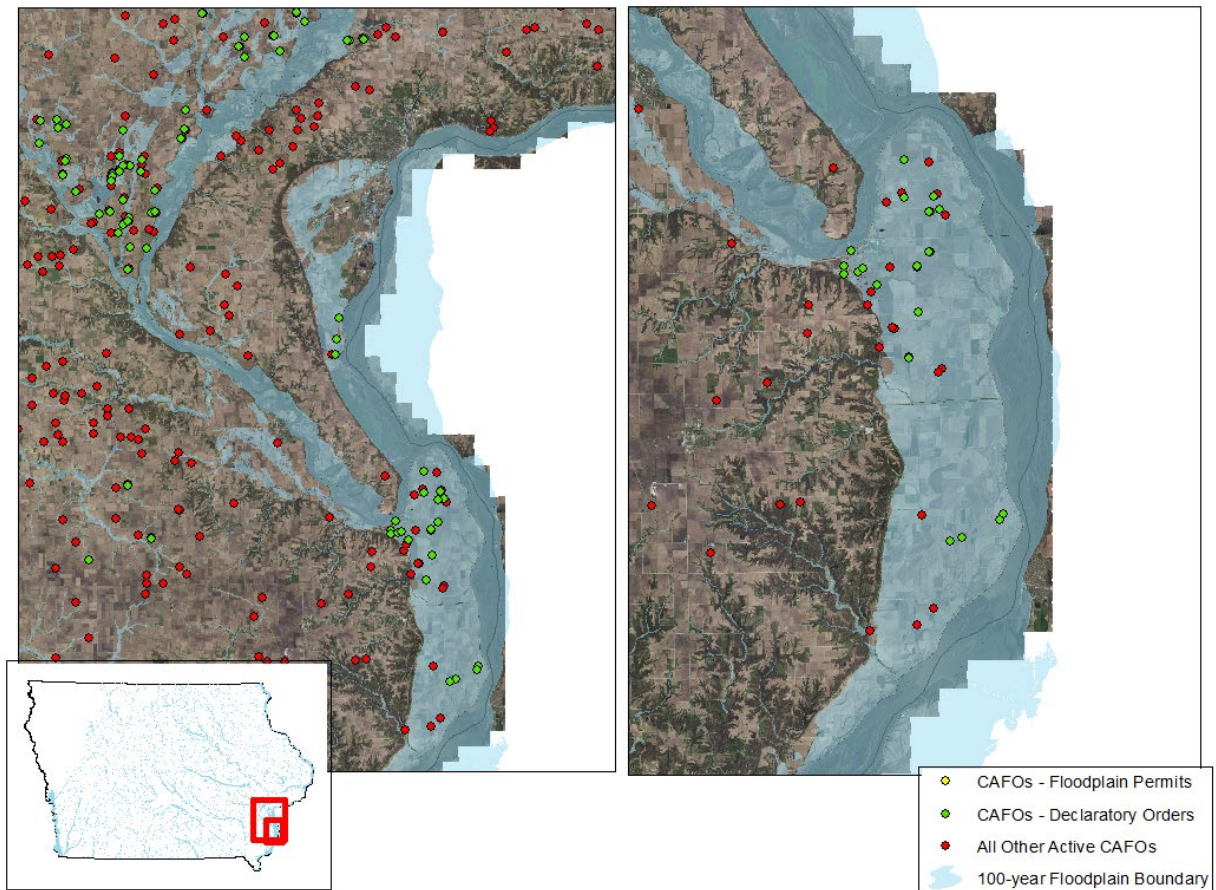 CAFOs - Floodplain Permits
CAFOs - Declaratory Orders
All Other Active CAFOs
100-year Floodplain Boundary